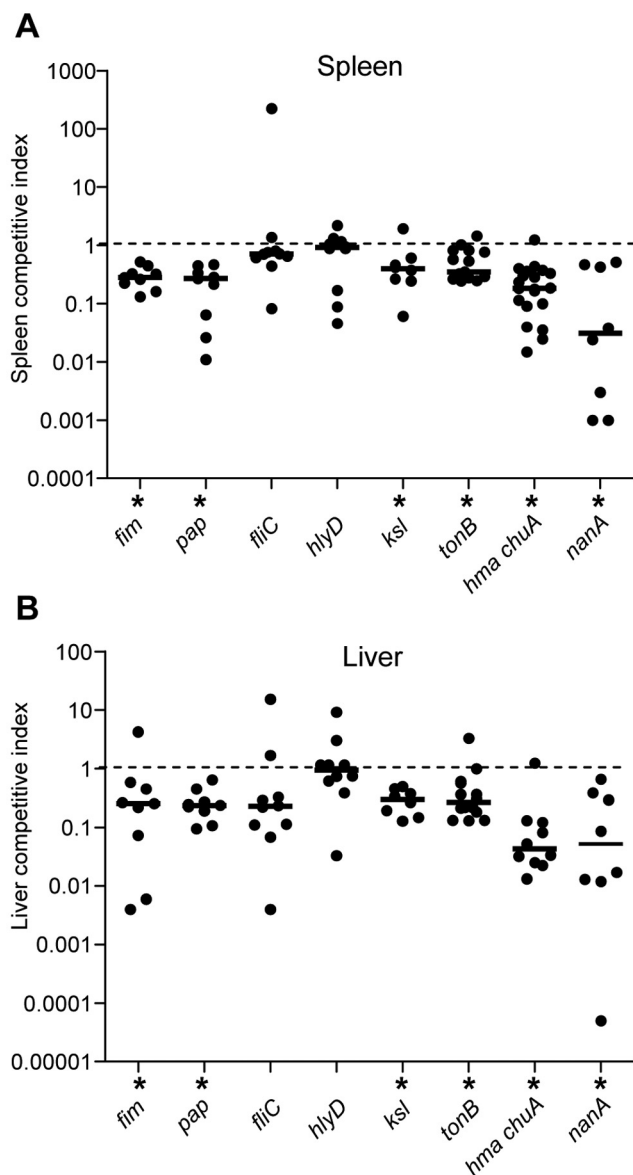 A
Spleen
Spleen competitive index
1000
100
10
1
0.1
0.01
0.001
0.0001
* * * * * *
fim pap fliC hlyD ksl tonB hma chuA nanA
B
Liver
Liver competitive index
100
10
1
0.1
0.01
0.001
0.0001
0.00001
* * * * * *
fim pap fliC hlyD ksl tonB hma chuA nanA